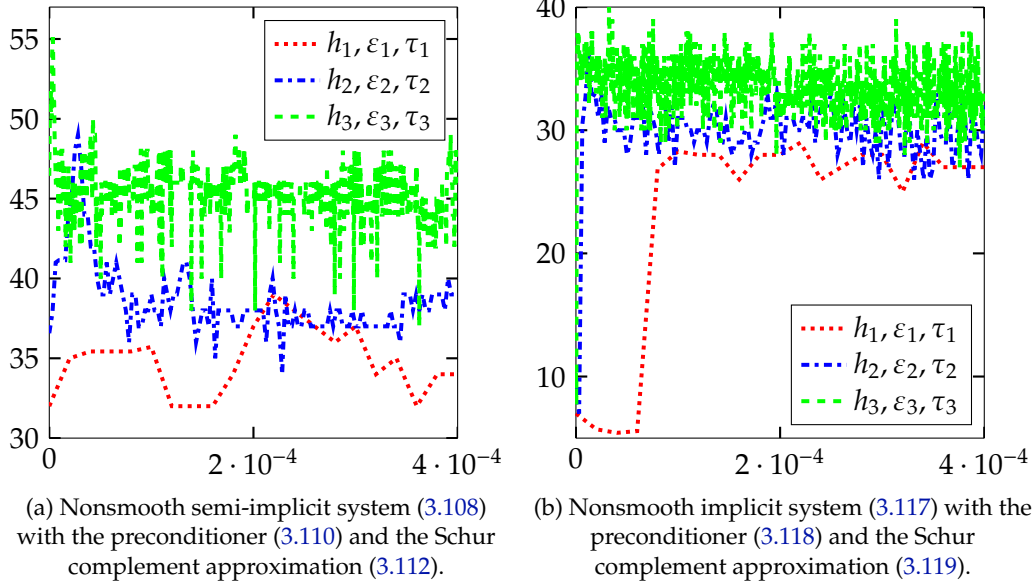 55
50
45
40
35
30
h₁, ε₁, τ₁
h₂, ε₂, τ₂
h₃, ε₃, τ₃
0
2 · 10⁻⁴
4 · 10⁻⁴
(a) Nonsmooth semi-implicit system (3.108)
with the preconditioner (3.110) and the Schur
complement approximation (3.112).
40
30
20
10
h₁, ε₁, τ₁
h₂, ε₂, τ₂
h₃, ε₃, τ₃
0
2 · 10⁻⁴
4 · 10⁻⁴
(b) Nonsmooth implicit system (3.117) with the
preconditioner (3.118) and the Schur
complement approximation (3.119).